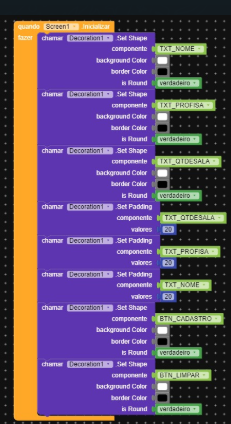 quando Screen1 .Inicializar
fazer chamar Decoration1 .Set Shape
componente TXT_NOME
background Color
border Color
is Round verdadeiro
chamar Decoration1 .Set Shape
componente TXT_PROFISA
background Color
border Color
is Round verdadeiro
chamar Decoration1 .Set Shape
componente TXT_QTDESALA
background Color
border Color
is Round verdadeiro
chamar Decoration1 .Set Padding
componente TXT_QTDESALA
valores 20
chamar Decoration1 .Set Padding
componente TXT_PROFISA
valores 20
chamar Decoration1 .Set Padding
componente TXT_NOME
valores 20
chamar Decoration1 .Set Shape
componente BTN_CADASTRO
background Color
border Color
is Round verdadeiro
chamar Decoration1 .Set Shape
componente BTN_LIMPAR
background Color
border Color
is Round verdadeiro